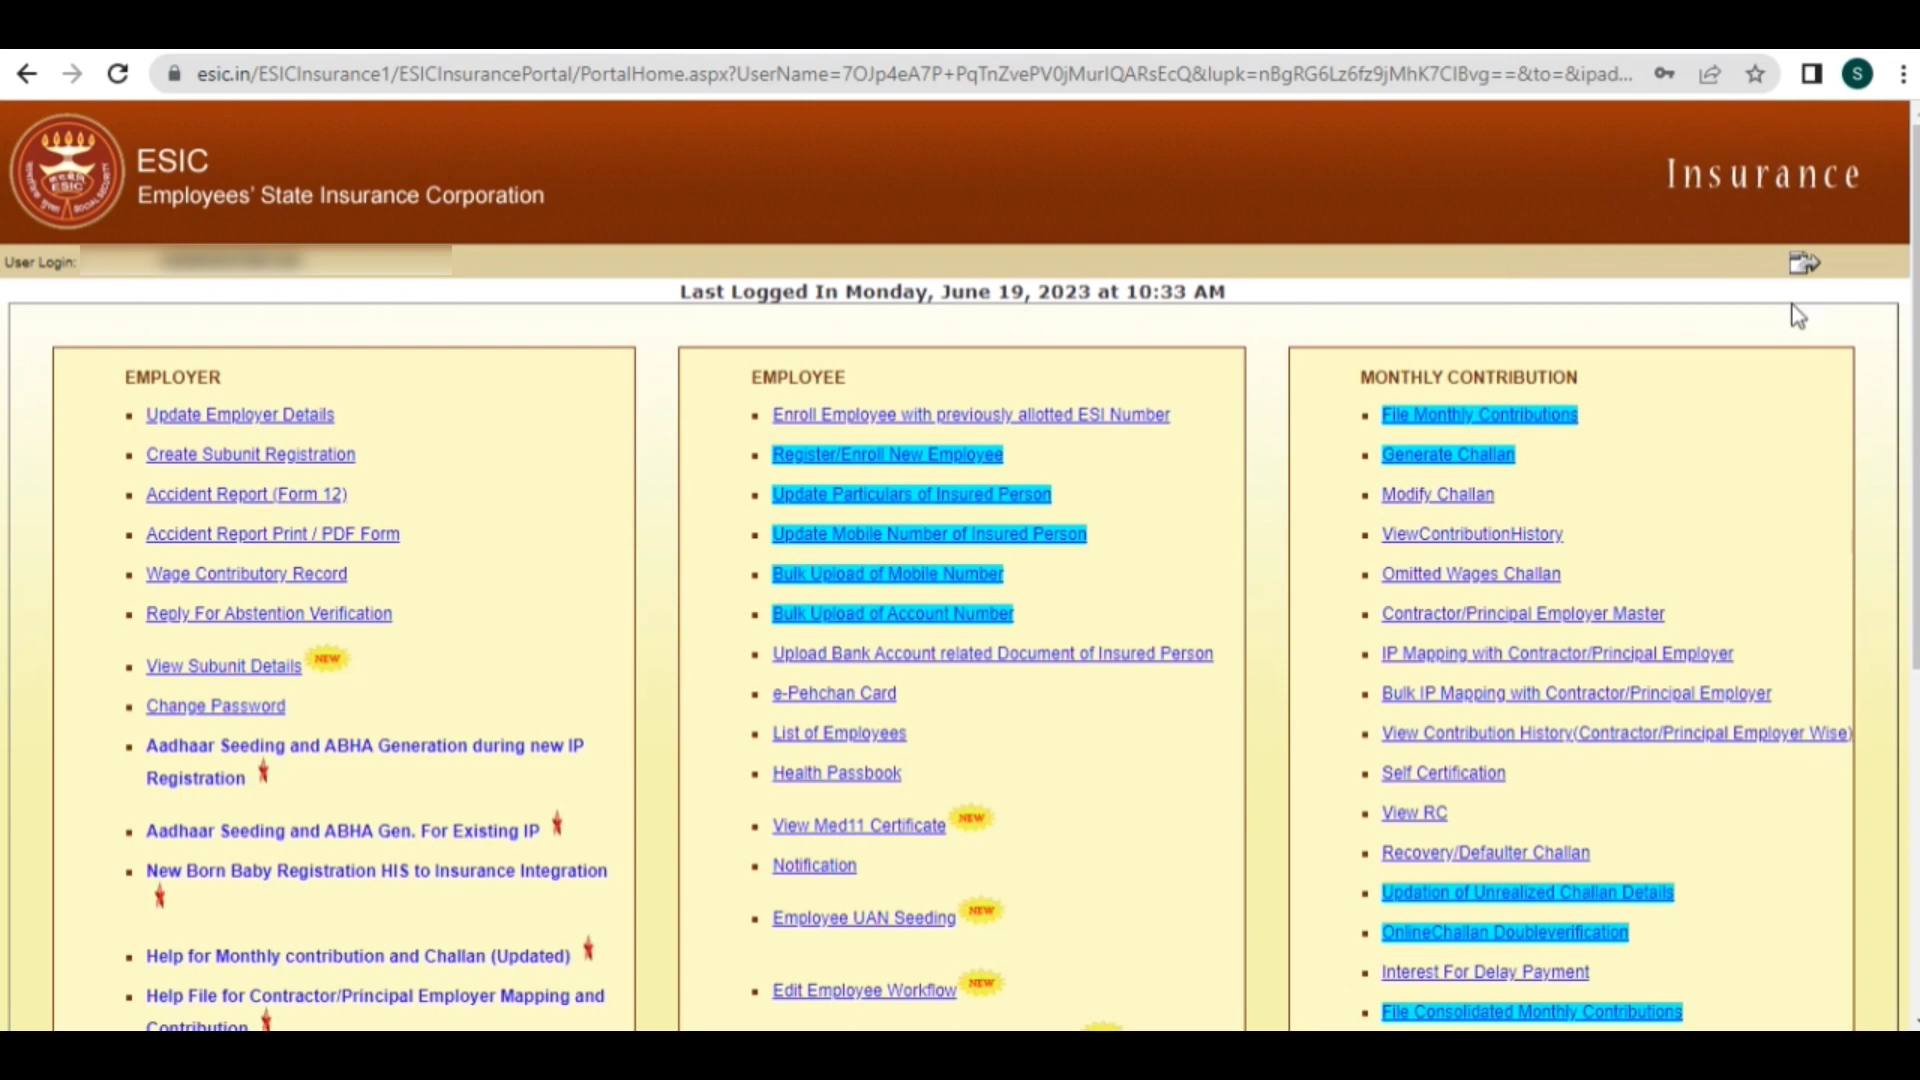 esic.in/ESICInsurance1/ESICInsurancePortal/PortalHome.aspx?UserName=7OJp4eA7P+PqTnZvePV0jMurIQARsEcQ&lupk=nBgRG6Lz6fz9jMhK7CIBvg==&to=&ipad...
S
ESIC
Employees' State Insurance Corporation
Insurance
User Login:
Last Logged In Monday, June 19, 2023 at 10:33 AM
EMPLOYER
Update Employer Details
Create Subunit Registration
Accident Report (Form 12)
Accident Report Print / PDF Form
Wage Contributory Record
Reply For Abstention Verification
View Subunit Details NEW
Change Password
Aadhaar Seeding and ABHA Generation during new IP
Registration
Aadhaar Seeding and ABHA Gen. For Existing IP
New Born Baby Registration HIS to Insurance Integration
Help for Monthly contribution and Challan (Updated)
Help File for Contractor/Principal Employer Mapping and
Contribution
EMPLOYEE
Enroll Employee with previously allotted ESI Number
Register/Enroll New Employee
Update Particulars of Insured Person
Update Mobile Number of Insured Person
Bulk Upload of Mobile Number
Bulk Upload of Account Number
Upload Bank Account related Document of Insured Person
e-Pehchan Card
List of Employees
Health Passbook
View Med11 Certificate NEW
Notification
Employee UAN Seeding NEW
Edit Employee Workflow NEW
MONTHLY CONTRIBUTION
File Monthly Contributions
Generate Challan
Modify Challan
ViewContributionHistory
Omitted Wages Challan
Contractor/Principal Employer Master
IP Mapping with Contractor/Principal Employer
Bulk IP Mapping with Contractor/Principal Employer
View Contribution History(Contractor/Principal Employer Wise)
Self Certification
View RC
Recovery/Defaulter Challan
Updation of Unrealized Challan Details
OnlineChallan Doubleverification
Interest For Delay Payment
File Consolidated Monthly Contributions